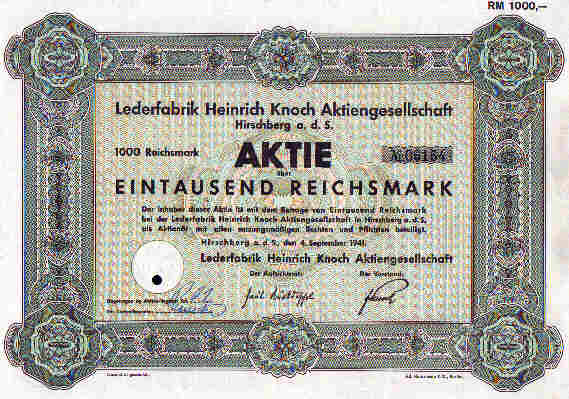 RM 1000,—
Lederfabrik Heinrich Knoch Aktiengesellschaft
Hirschberg a. d. S.
1000 Reichsmark
AKTIE
№ 06164
über
EINTAUSEND REICHSMARK
Der Inhaber dieser Aktie ist mit dem Betrage von Eintausend Reichsmark
bei der Lederfabrik Heinrich Knoch Aktiengesellschaft in Hirschberg a. d. S.
als Aktionär mit allen satzungsmäßigen Rechten und Pflichten beteiligt.
Hirschberg a. d. S., den 4. September 1941.
Lederfabrik Heinrich Knoch Aktiengesellschaft
Der Aufsichtsrat: Der Vorstand: